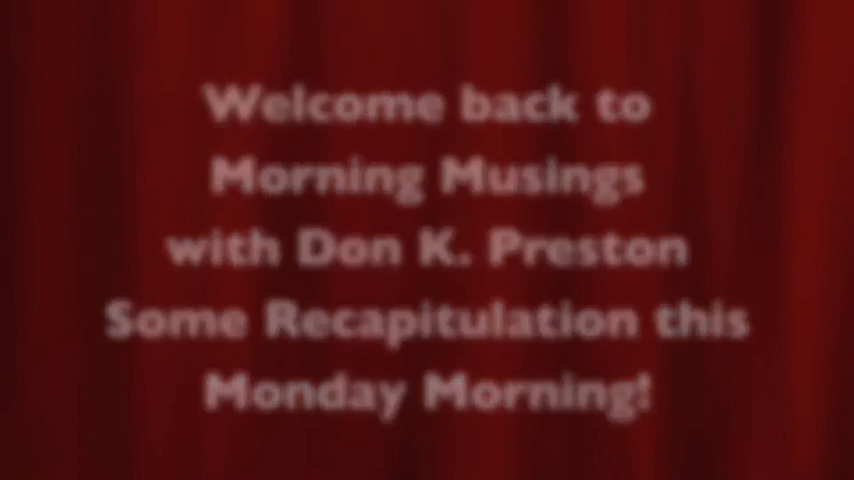 Welcome back to
Morning Musings
with Don K. Preston
Some Recapitulation this
Monday Morning!